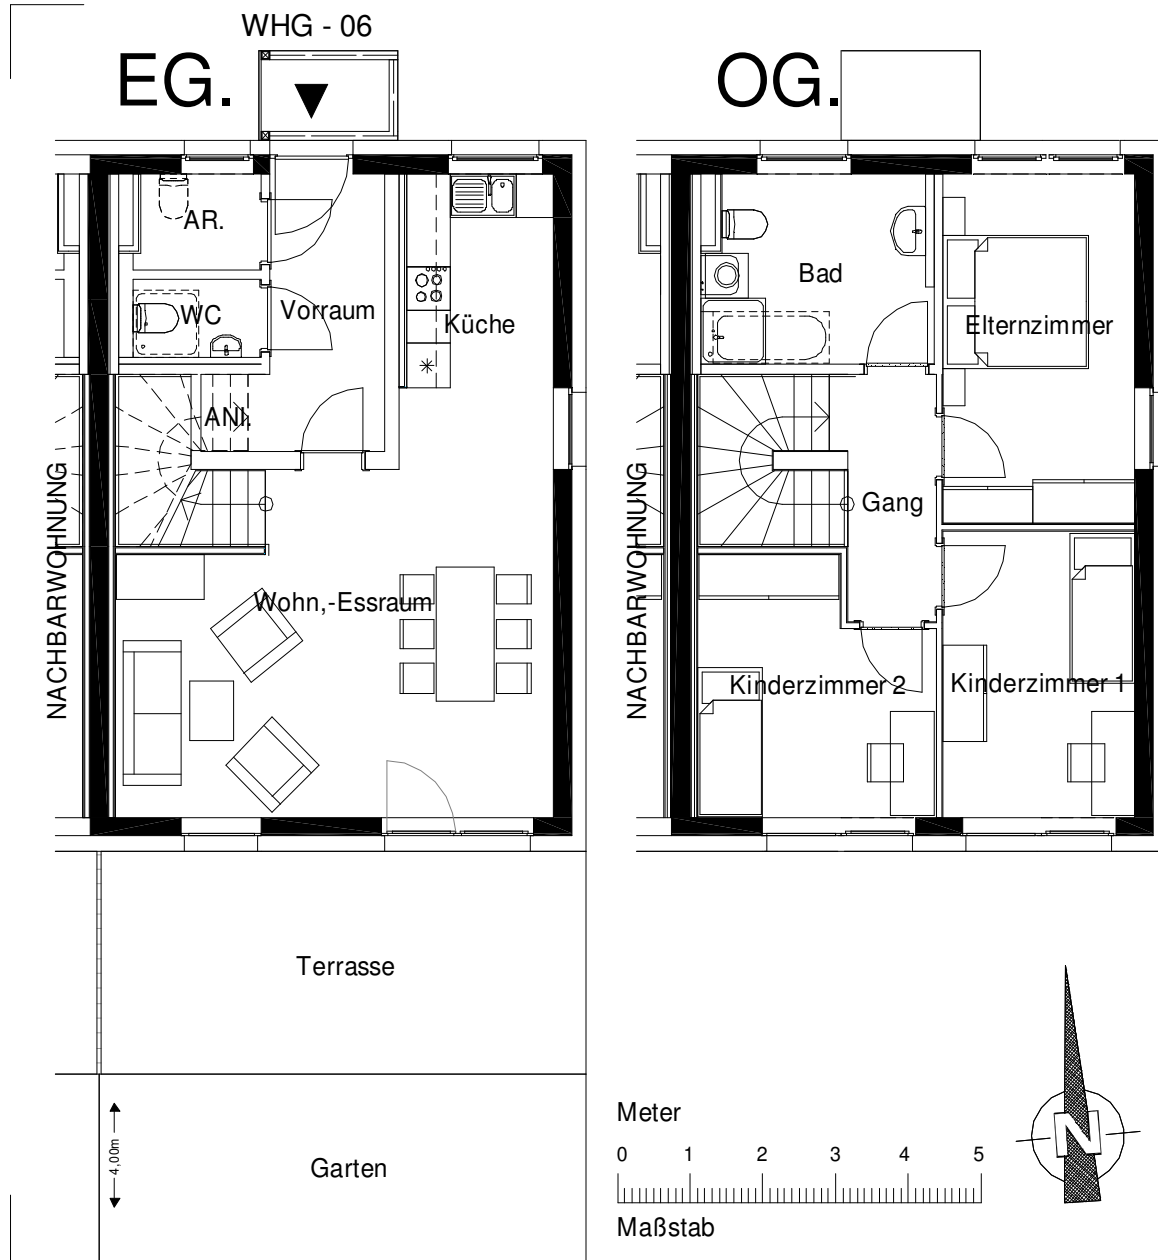 WHG - 06
EG.
OG.
AR.
WC
Vorraum
Küche
ANI.
NACHBARWOHNUNG
Wohn,-Essraum
Bad
Elternzimmer
Gang
NACHBARWOHNUNG
Kinderzimmer 2
Kinderzimmer 1
Terrasse
Garten
4,00m
Meter
0 1 2 3 4 5
Maßstab
N